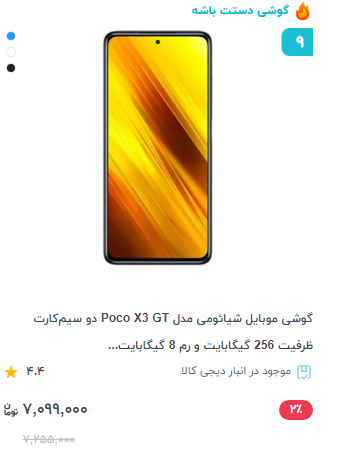 گوشی دستت باشه
۹
گوشی موبایل شیائومی مدل Poco X3 GT دو سیم‌کارت
ظرفیت 256 گیگابایت و رم 8 گیگابایت...
موجود در انبار دیجی کالا
۴.۴
۲٪
۷,۰۹۹,۰۰۰ تومان
۷,۲۵۵,۰۰۰